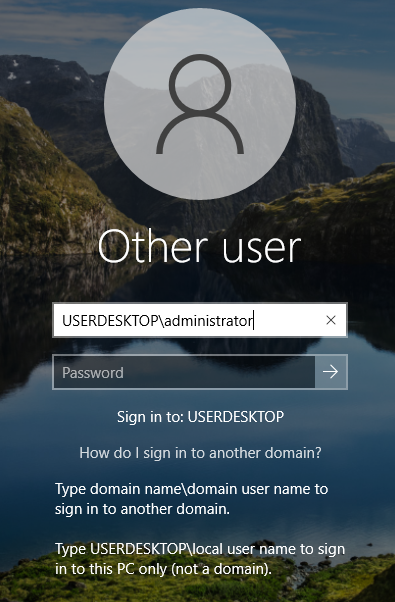 Other user
USERDESKTOP\administrator
Password
Sign in to: USERDESKTOP
How do I sign in to another domain?
Type domain name\domain user name to
sign in to another domain.
Type USERDESKTOP\local user name to sign
in to this PC only (not a domain).